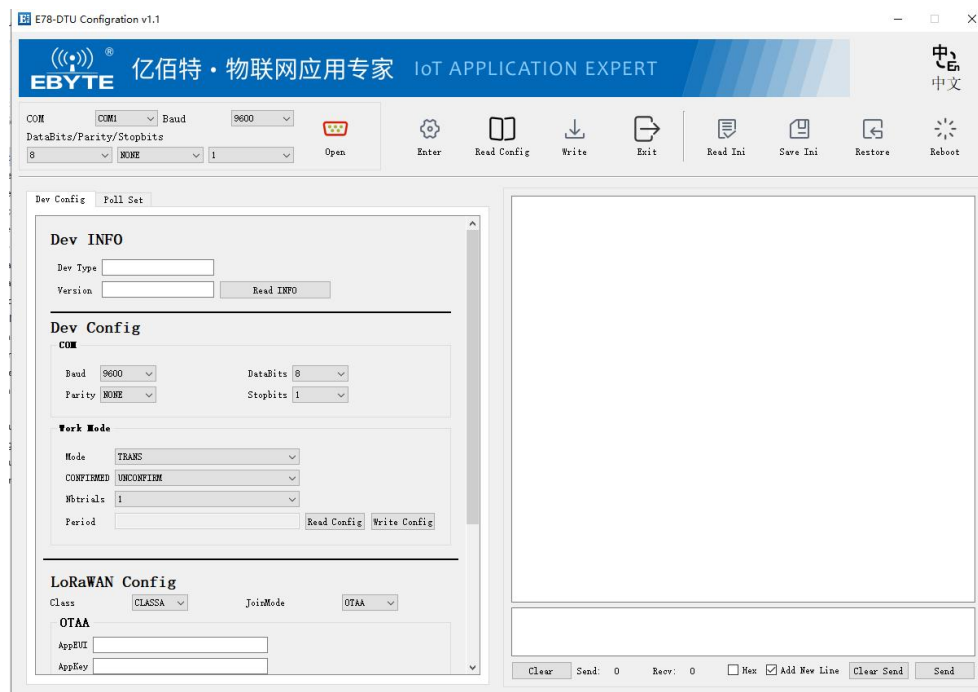 E78-DTU Configration v1.1
EBYTE ® 亿佰特·物联网应用专家 IoT APPLICATION EXPERT
中 En
中文
COM COM1 Baud 9600
DataBits/Parity/Stopbits
8 NONE 1
Open
Enter Read Config Write Exit Read Ini Save Ini Restore Reboot
Dev Config Poll Set
Dev INFO
Dev Type
Version Read INFO
Dev Config
COM
Baud 9600 DataBits 8
Parity NONE Stopbits 1
Work Mode
Mode TRANS
CONFIRMED UNCONFIRM
Nbtrials 1
Period Read Config Write Config
LoRaWAN Config
Class CLASSA JoinMode OTAA
OTAA
AppEUI
AppKey
Clear Send: 0 Recv: 0 Hex Add New Line Clear Send Send